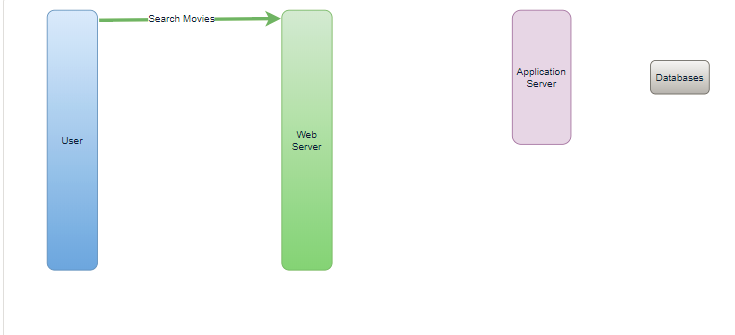 Search Movies
Application
Server
Databases
User
Web
Server